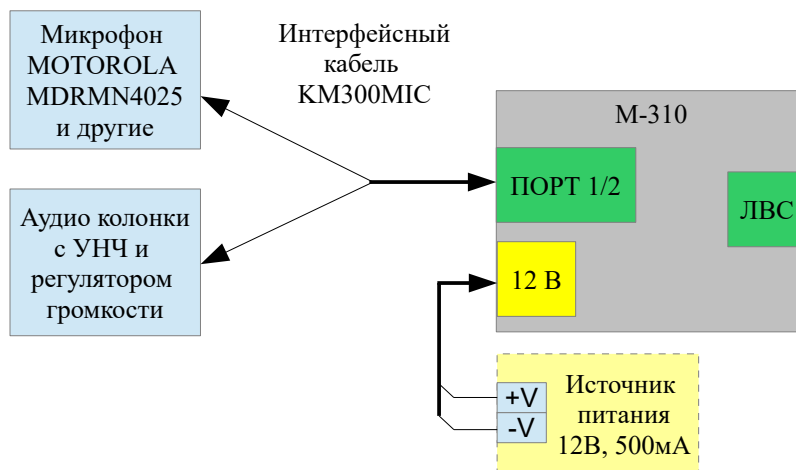 Микрофон
MOTOROLA
MDRMN4025
и другие
Интерфейсный
кабель
KM300MIC
М-310
ПОРТ 1/2
ЛВС
Аудио колонки
с УНЧ и
регулятором
громкости
12 В
+V
-V
Источник
питания
12В, 500мА